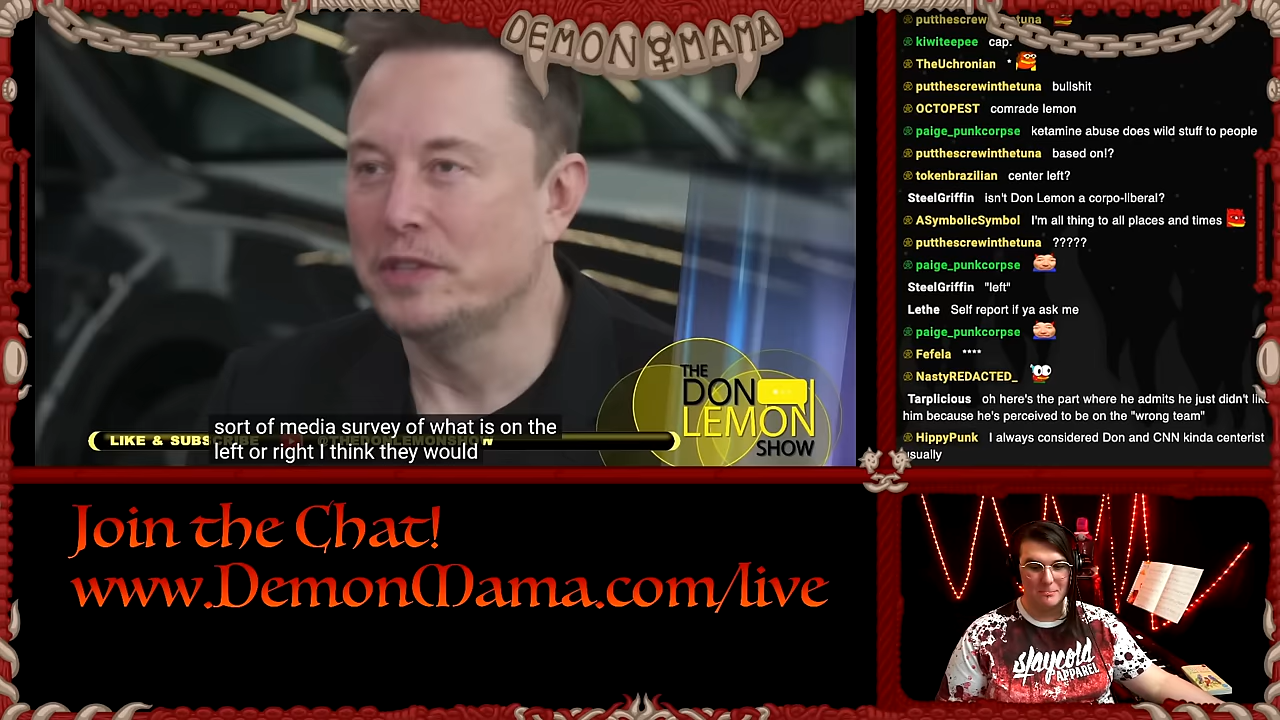 DEMON MAMA
sort of media survey of what is on the
left or right I think they would
LIKE & SUBSCRIBE @THEDONLEMONSHOW
THE
DON
LEMON
SHOW
putthescrewinthetuna
kiwiteepee cap.
TheUchronian *
putthescrewinthetuna bullshit
OCTOPEST comrade lemon
paige_punkcorpse ketamine abuse does wild stuff to people
putthescrewinthetuna based on!?
tokenbrazilian center left?
SteelGriffin isn't Don Lemon a corpo-liberal?
ASymbolicSymbol I'm all thing to all places and times
putthescrewinthetuna ?????
paige_punkcorpse
SteelGriffin "left"
Lethe Self report if ya ask me
paige_punkcorpse
Fefela ****
NastyREDACTED_
Tarplicious oh here's the part where he admits he just didn't like
him because he's perceived to be on the "wrong team"
HippyPunk I always considered Don and CNN kinda centerist
usually
Join the Chat!
www.DemonMama.com/live
staycold
APPAREL